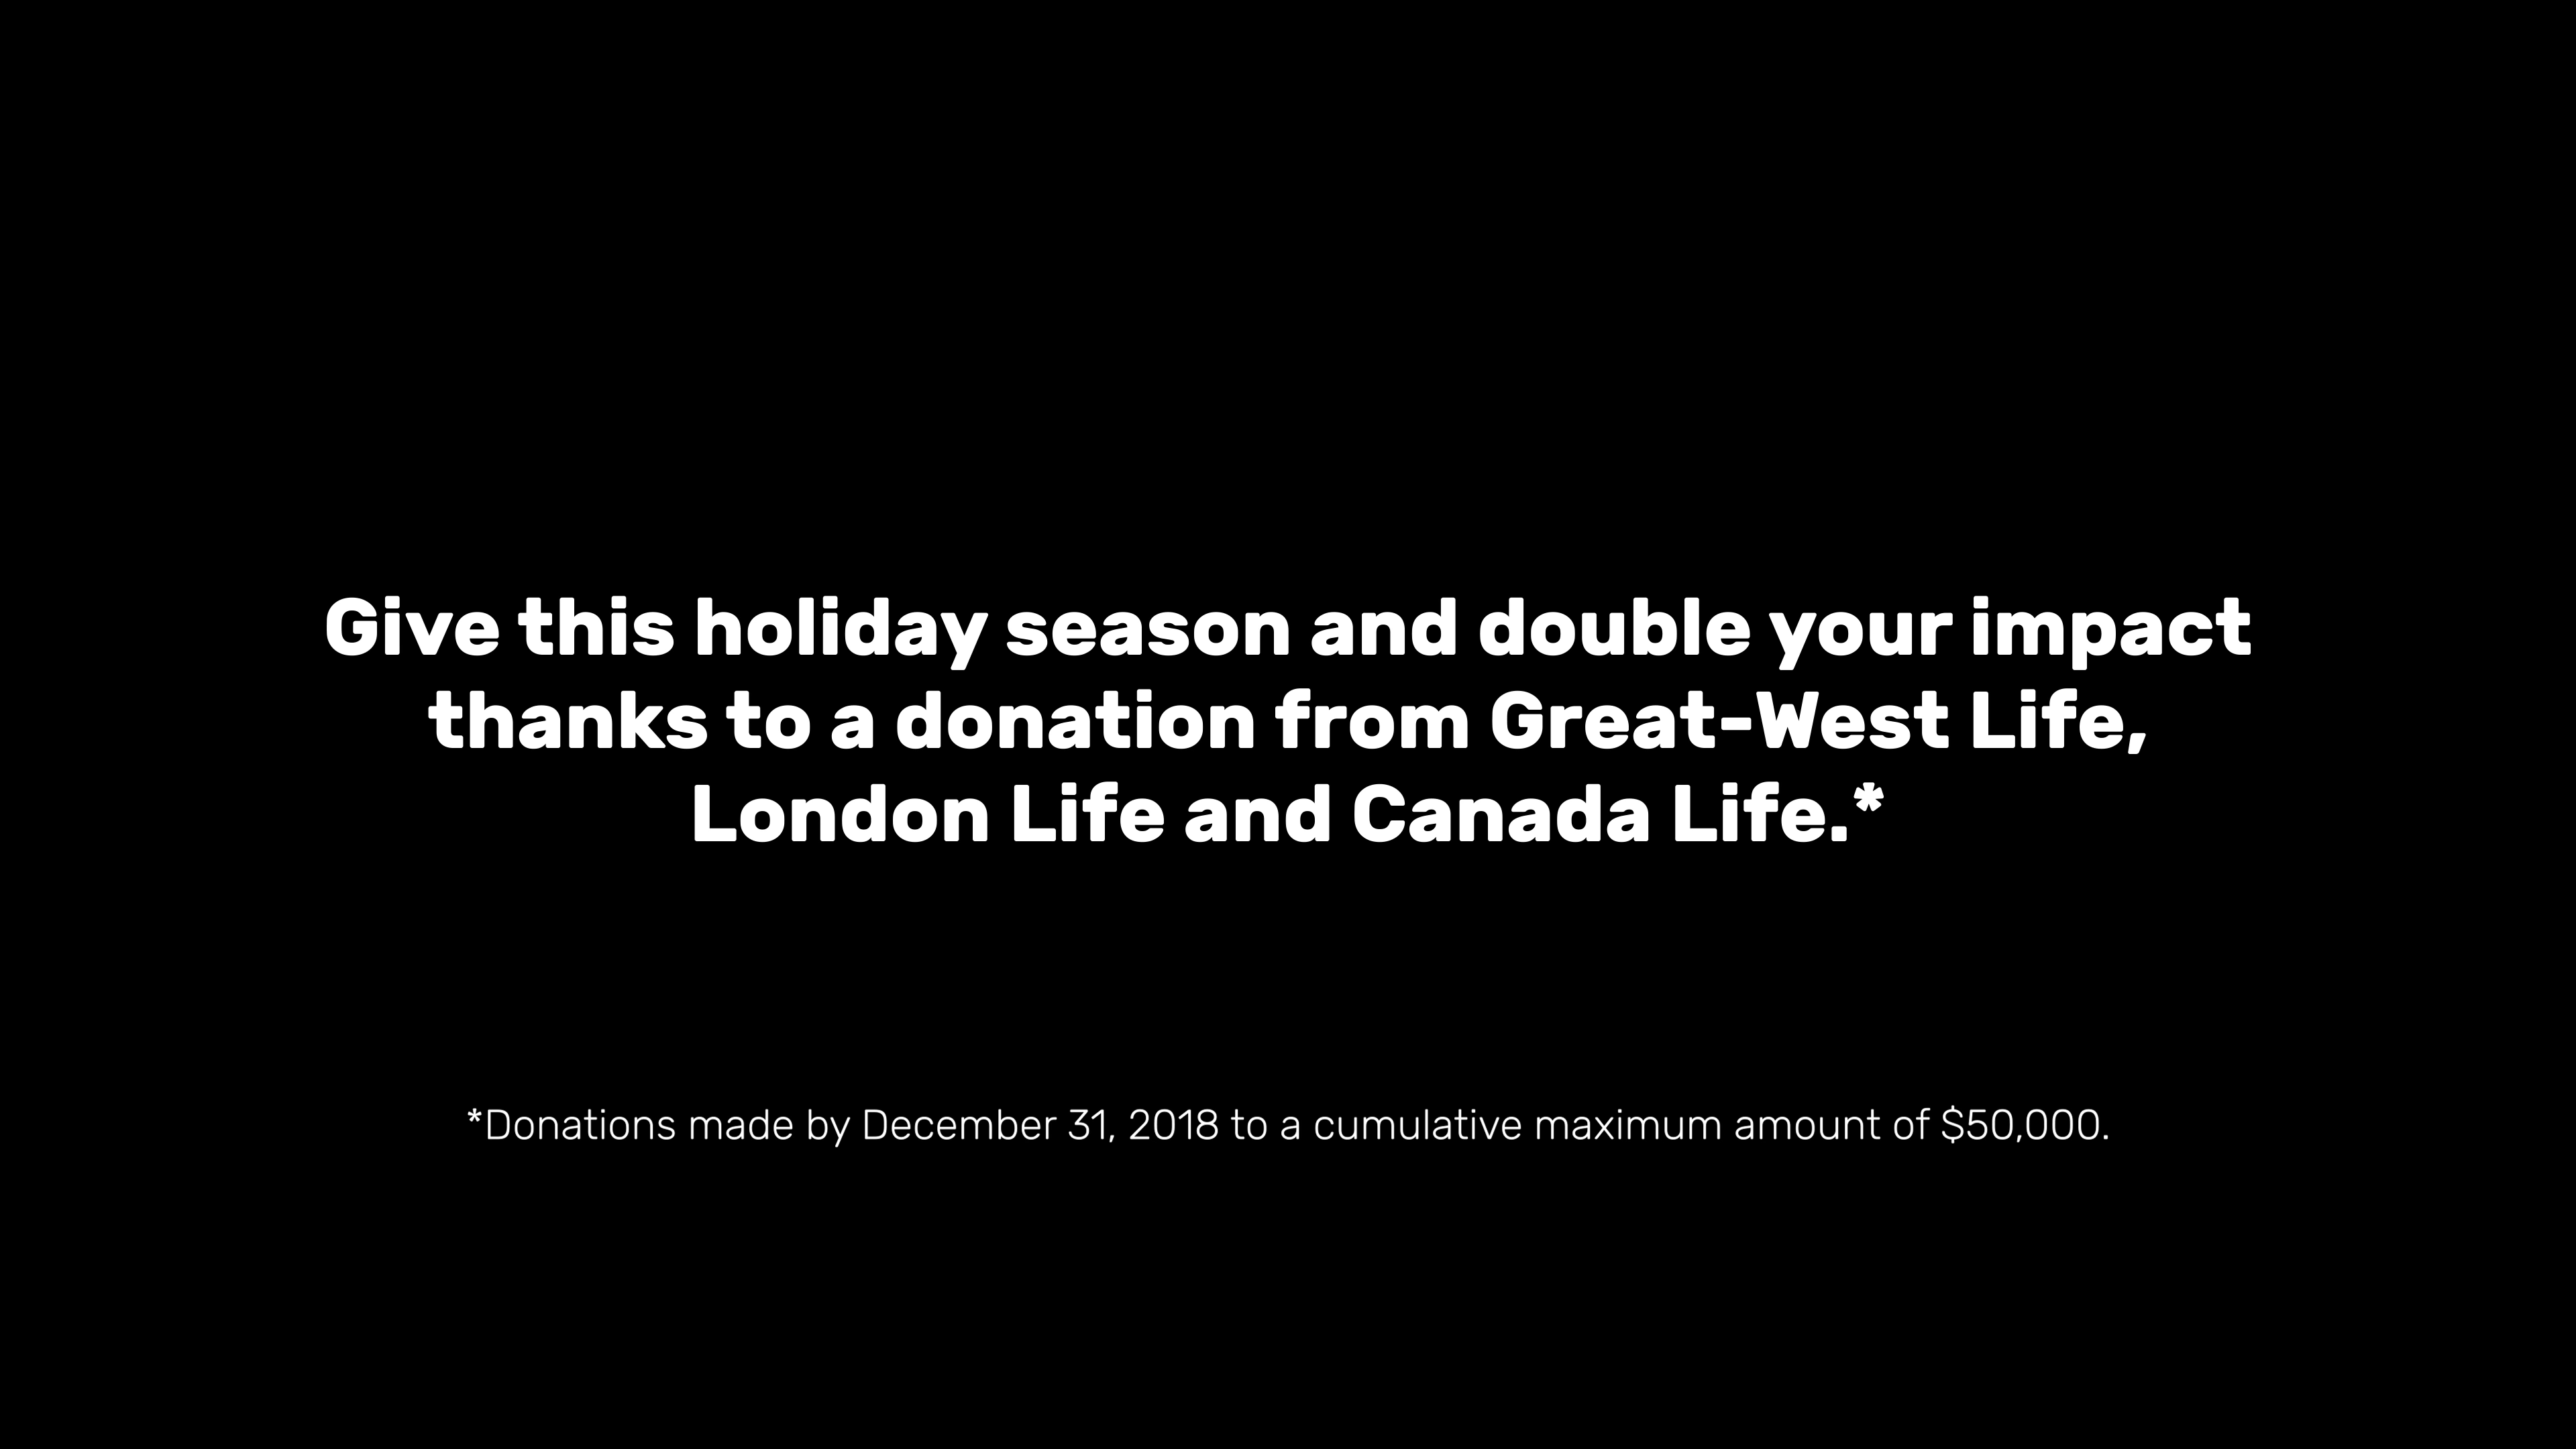 Give this holiday season and double your impact
thanks to a donation from Great-West Life,
London Life and Canada Life.*
*Donations made by December 31, 2018 to a cumulative maximum amount of $50,000.